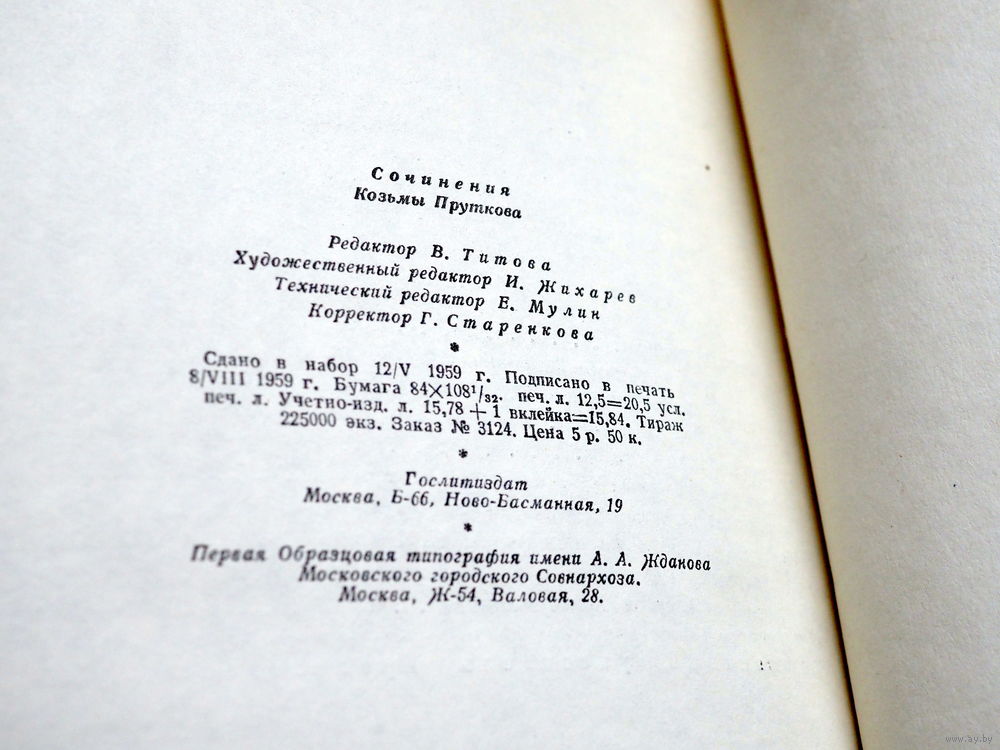 Сочинения
Козьмы Пруткова
Редактор В. Титова
Художественный редактор И. Жихарев
Технический редактор Е. Мулин
Корректор Г. Старенкова
*
Сдано в набор 12/V 1959 г. Подписано в печать
8/VIII 1959 г. Бумага 84×108¹/₃₂. печ. л. 12,5=20,5 усл.
печ. л. Учетно-изд. л. 15,78 + 1 вклейка=15,84. Тираж
225000 экз. Заказ № 3124. Цена 5 р. 50 к.
*
Гослитиздат
Москва, Б-66, Ново-Басманная, 19
*
Первая Образцовая типография имени А. А. Жданова
Московского городского Совнархоза.
Москва, Ж-54, Валовая, 28.
www.ay.by